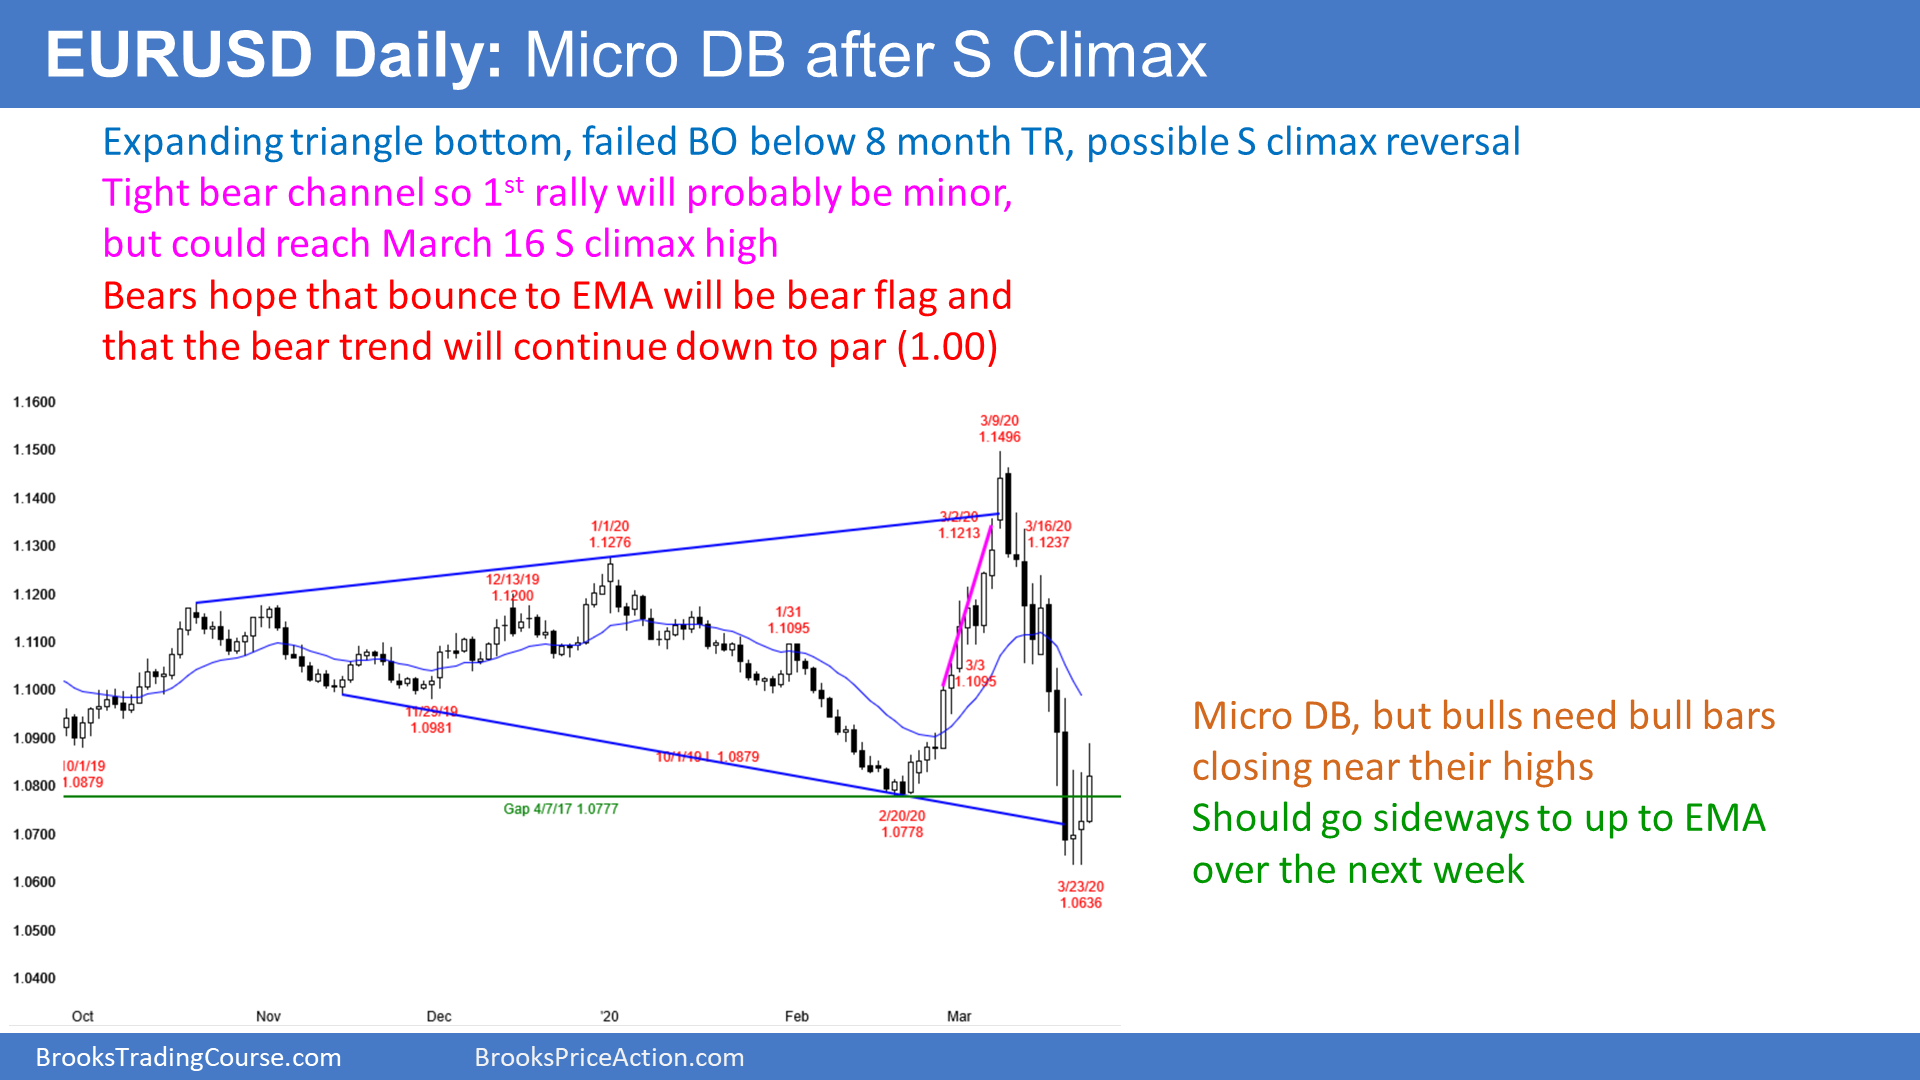 EURUSD Daily: Micro DB after S Climax
Expanding triangle bottom, failed BO below 8 month TR, possible S climax reversal
Tight bear channel so 1st rally will probably be minor,
but could reach March 16 S climax high
Bears hope that bounce to EMA will be bear flag and
that the bear trend will continue down to par (1.00)
1.1600
1.1500
1.1400
1.1300
1.1200
1.1100
1.1000
1.0900
1.0800
1.0700
1.0600
1.0500
1.0400
3/9/20
1.1496
1/1/20
1.1276
3/2/20
1.1213
3/16/20
1.1237
12/13/19
1.1200
1/31
1.1095
3/3
1.1095
11/29/19
1.0981
10/1/19 L 1.0879
10/1/19
1.0879
Gap 4/7/17 1.0777
2/20/20
1.0778
3/23/20
1.0636
Oct
Nov
Dec
'20
Feb
Mar
Micro DB, but bulls need bull bars
closing near their highs
Should go sideways to up to EMA
over the next week
BrooksTradingCourse.com
BrooksPriceAction.com